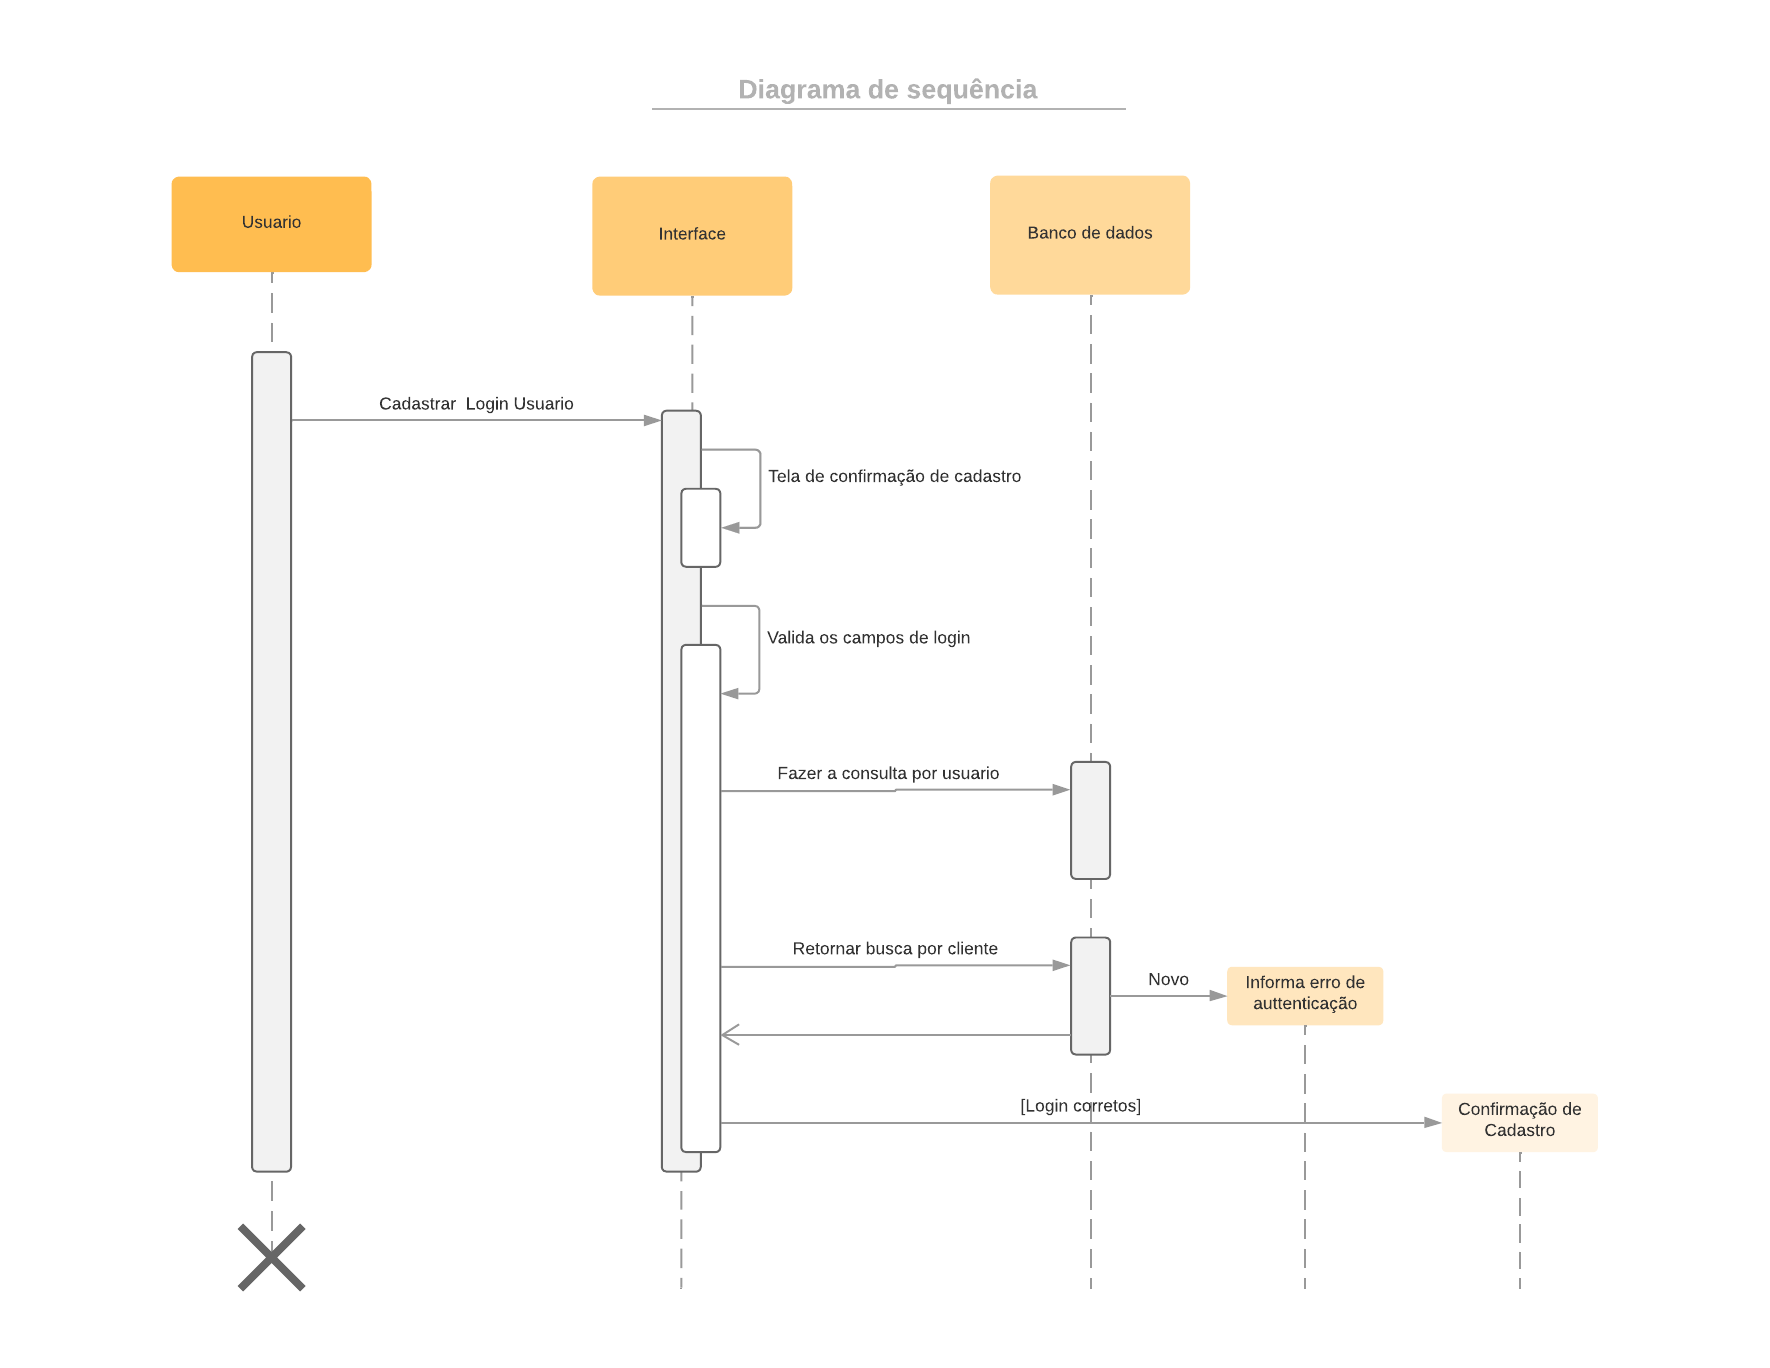 Diagrama de sequência
Usuario
Interface
Banco de dados
Cadastrar  Login Usuario
Tela de confirmação de cadastro
Valida os campos de login
Fazer a consulta por usuario
Retornar busca por cliente
Novo
Informa erro de
auttenticação
[Login corretos]
Confirmação de
Cadastro